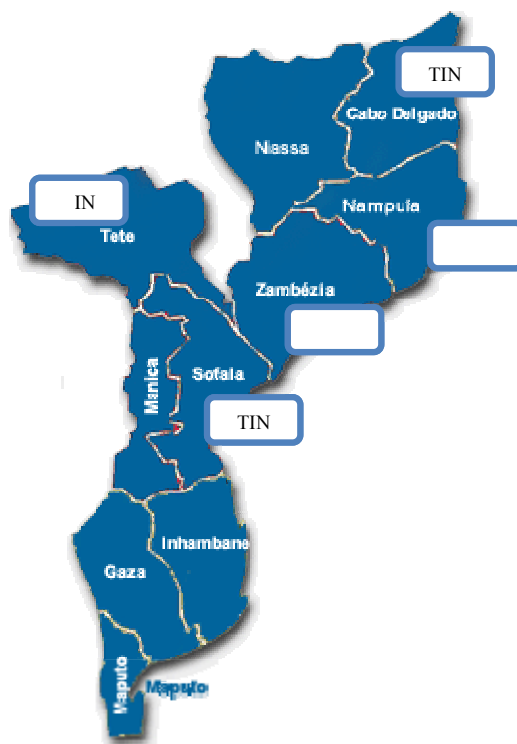 TIN
Cabo Delgado
Niassa
IN
Nampula
Tete
Zambézia
Sofala
Manica
TIN
Inhambane
Gaza
Maputo
Maputo